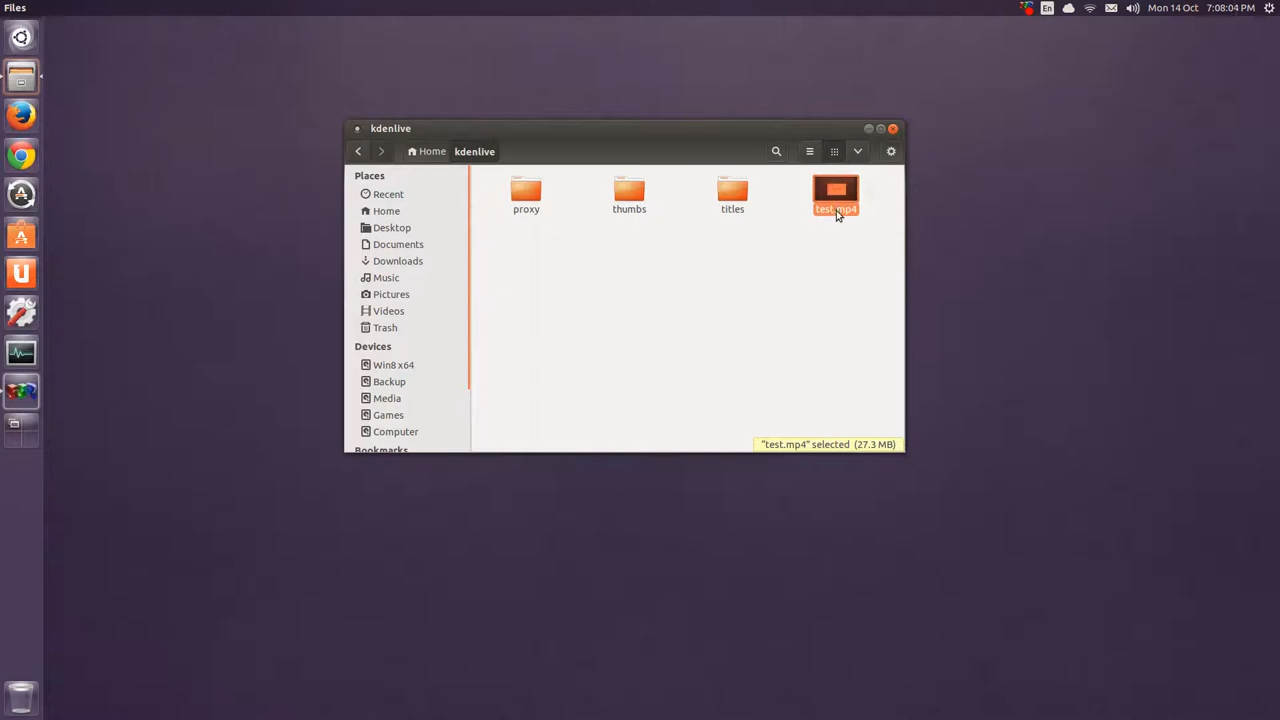 Files
En
Mon 14 Oct 7:08:04 PM
kdenlive
Home
kdenlive
Places
Recent
Home
Desktop
Documents
Downloads
Music
Pictures
Videos
Trash
Devices
Win8 x64
Backup
Media
Games
Computer
Bookmarks
proxy
thumbs
titles
test.mp4
"test.mp4" selected (27.3 MB)